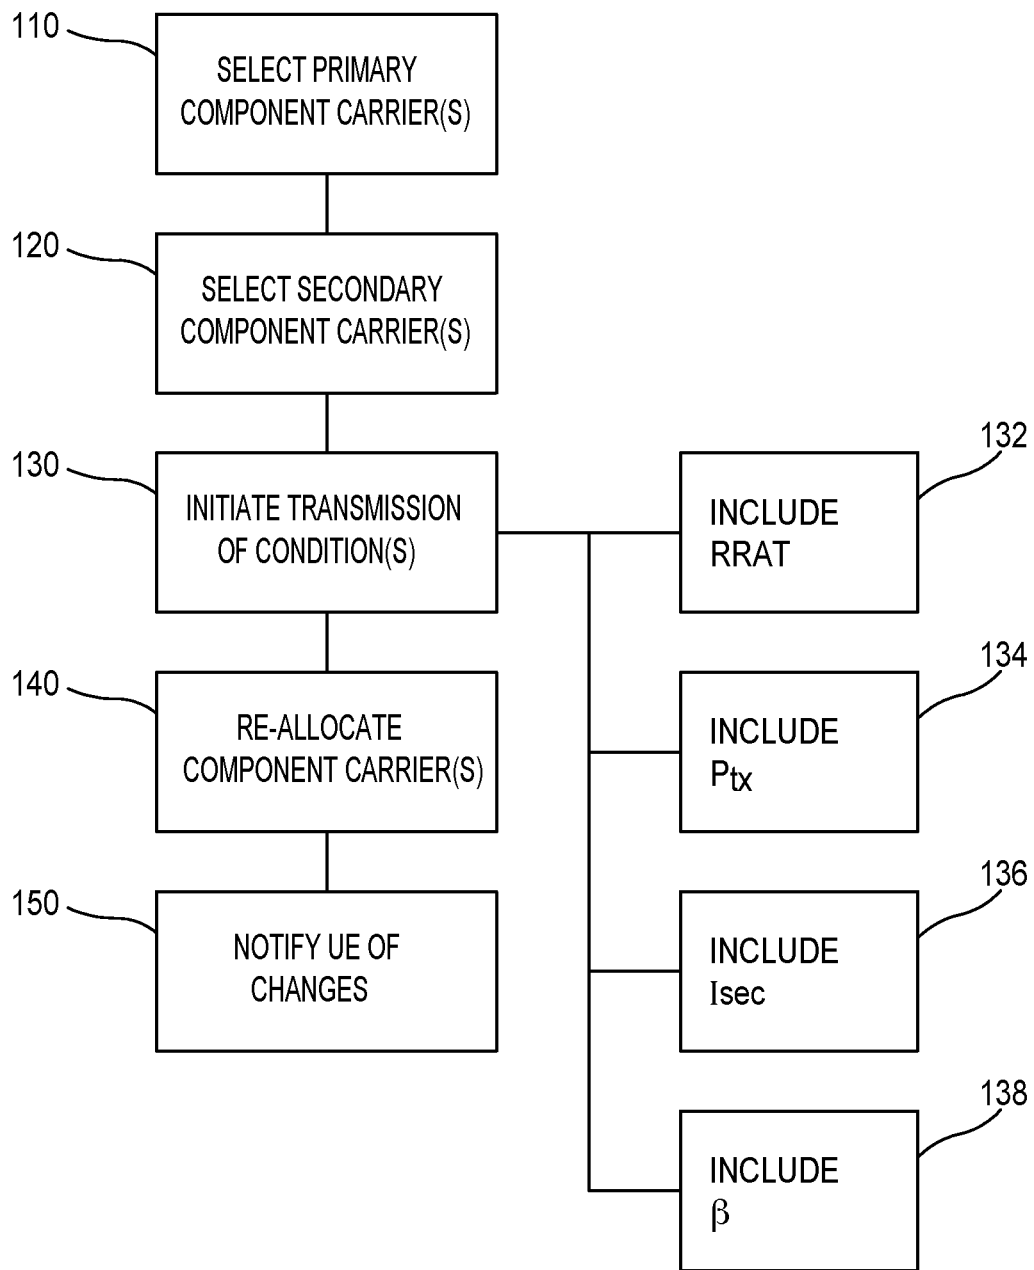 110
SELECT PRIMARY
COMPONENT CARRIER(S)
120
SELECT SECONDARY
COMPONENT CARRIER(S)
130
INITIATE TRANSMISSION
OF CONDITION(S)
132
INCLUDE
RRAT
140
RE-ALLOCATE
COMPONENT CARRIER(S)
134
INCLUDE
Ptx
150
NOTIFY UE OF
CHANGES
136
INCLUDE
Isec
138
INCLUDE
β